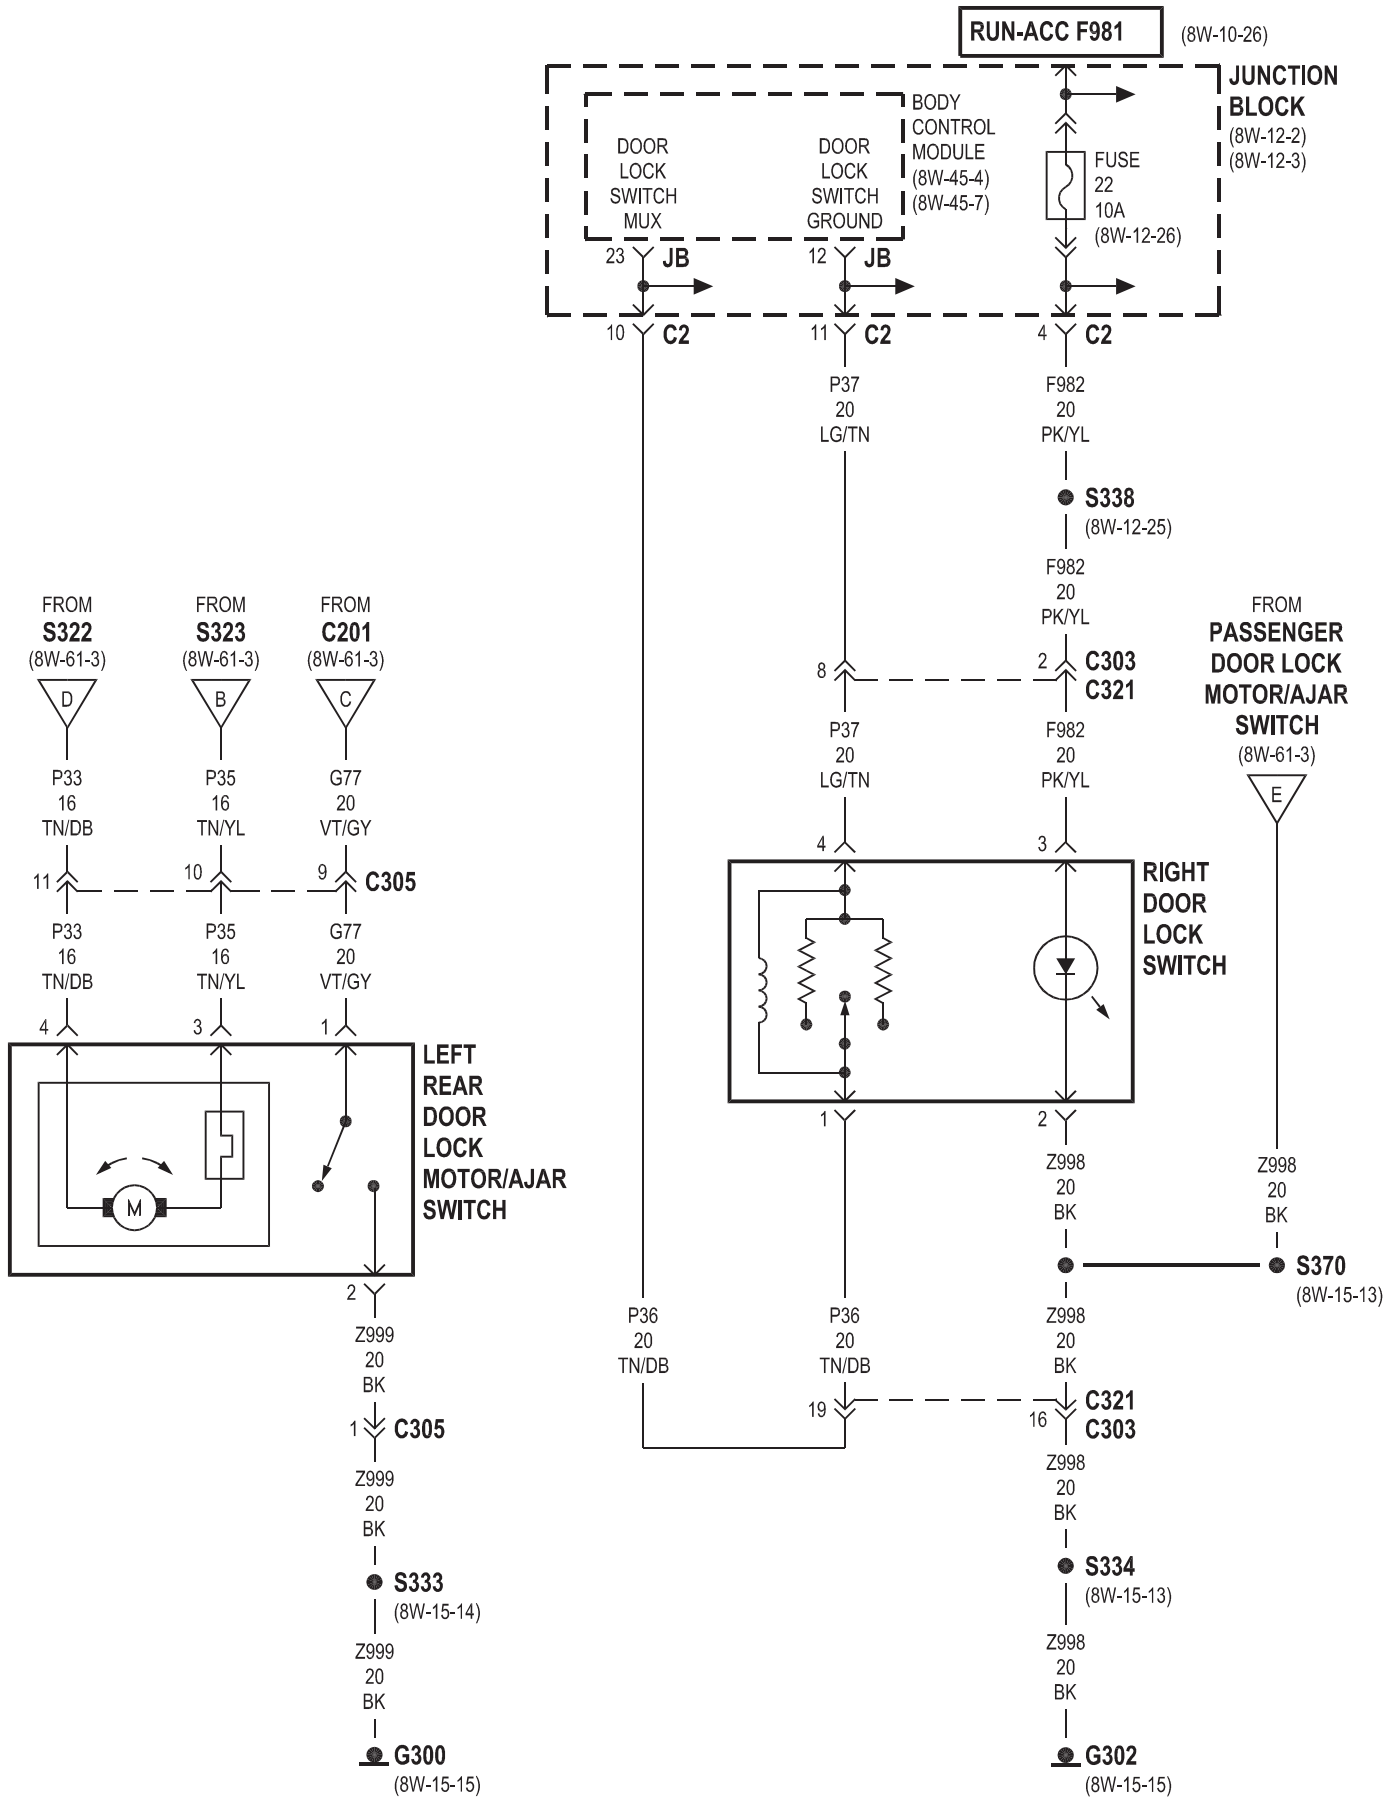 RUN-ACC F981
(8W-10-26)
JUNCTION
BLOCK
(8W-12-2)
(8W-12-3)
BODY
CONTROL
MODULE
(8W-45-4)
(8W-45-7)
DOOR
LOCK
SWITCH
MUX
DOOR
LOCK
SWITCH
GROUND
FUSE
22
10A
(8W-12-26)
23
JB
12
JB
10
C2
11
C2
4
C2
P37
20
LG/TN
F982
20
PK/YL
S338
(8W-12-25)
F982
20
PK/YL
FROM
S322
(8W-61-3)
D
FROM
S323
(8W-61-3)
B
FROM
C201
(8W-61-3)
C
FROM
PASSENGER
DOOR LOCK
MOTOR/AJAR
SWITCH
(8W-61-3)
E
8
2
C303
C321
P37
20
LG/TN
F982
20
PK/YL
P33
16
TN/DB
P35
16
TN/YL
G77
20
VT/GY
11
10
9
C305
P33
16
TN/DB
P35
16
TN/YL
G77
20
VT/GY
4
3
RIGHT
DOOR
LOCK
SWITCH
4
3
1
LEFT
REAR
DOOR
LOCK
MOTOR/AJAR
SWITCH
M
1
2
Z998
20
BK
Z998
20
BK
S370
(8W-15-13)
2
Z999
20
BK
P36
20
TN/DB
P36
20
TN/DB
Z998
20
BK
1
C305
19
16
C321
C303
Z999
20
BK
Z998
20
BK
S333
(8W-15-14)
S334
(8W-15-13)
Z999
20
BK
Z998
20
BK
G300
(8W-15-15)
G302
(8W-15-15)